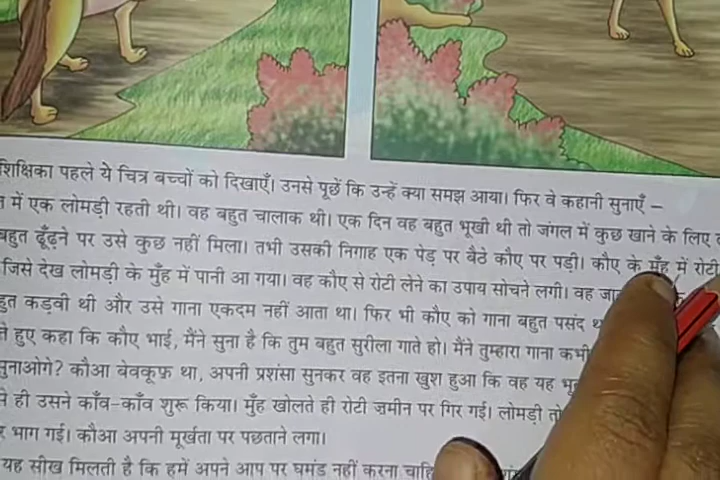 शिक्षिका पहले ये चित्र बच्चों को दिखाएँ। उनसे पूछें कि उन्हें क्या समझ आया। फिर वे कहानी सुनाएँ –
में एक लोमड़ी रहती थी। वह बहुत चालाक थी। एक दिन वह बहुत भूखी थी तो जंगल में कुछ खाने के लिए
बहुत ढूँढ़ने पर उसे कुछ नहीं मिला। तभी उसकी निगाह एक पेड़ पर बैठे कौए पर पड़ी। कौए के मुँह में रोटी
जिसे देख लोमड़ी के मुँह में पानी आ गया। वह कौए से रोटी लेने का उपाय सोचने लगी। वह
कड़वी थी और उसे गाना एकदम नहीं आता था। फिर भी कौए को गाना बहुत पसंद
हुए कहा कि कौए भाई, मैंने सुना है कि तुम बहुत सुरीला गाते हो। मैंने तुम्हारा गाना कभी
सुनाओगे? कौआ बेवकूफ़ था, अपनी प्रशंसा सुनकर वह इतना खुश हुआ कि वह यह
ही उसने काँव-काँव शुरू किया। मुँह खोलते ही रोटी ज़मीन पर गिर गई। लोमड़ी
भाग गई। कौआ अपनी मूर्खता पर पछताने लगा।
यह सीख मिलती है कि हमें अपने आप पर घमंड नहीं करना